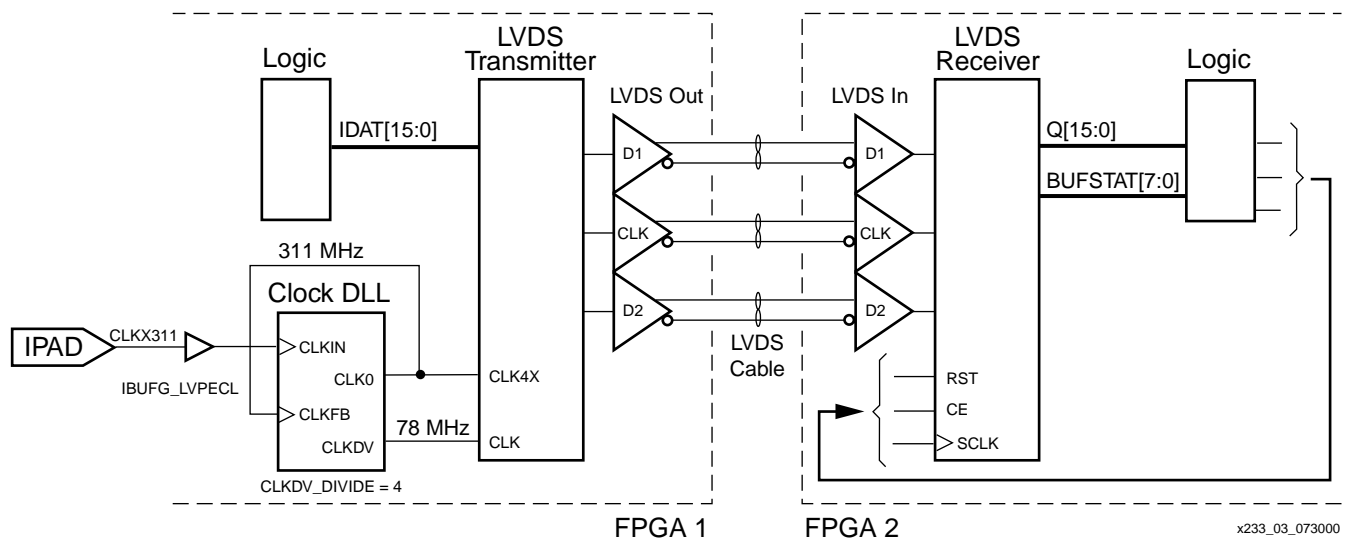 LVDS
Transmitter
Logic
LVDS Out
IDAT[15:0]
D1
CLK
D2
311 MHz
Clock DLL
IPAD
CLKX311
IBUFG_LVPECL
CLKIN
CLK0
CLKFB
CLKDV
CLK4X
78 MHz
CLK
CLKDV_DIVIDE = 4
FPGA 1
LVDS
Cable
LVDS
Receiver
Logic
LVDS In
D1
CLK
D2
Q[15:0]
BUFSTAT[7:0]
RST
CE
SCLK
FPGA 2
x233_03_073000